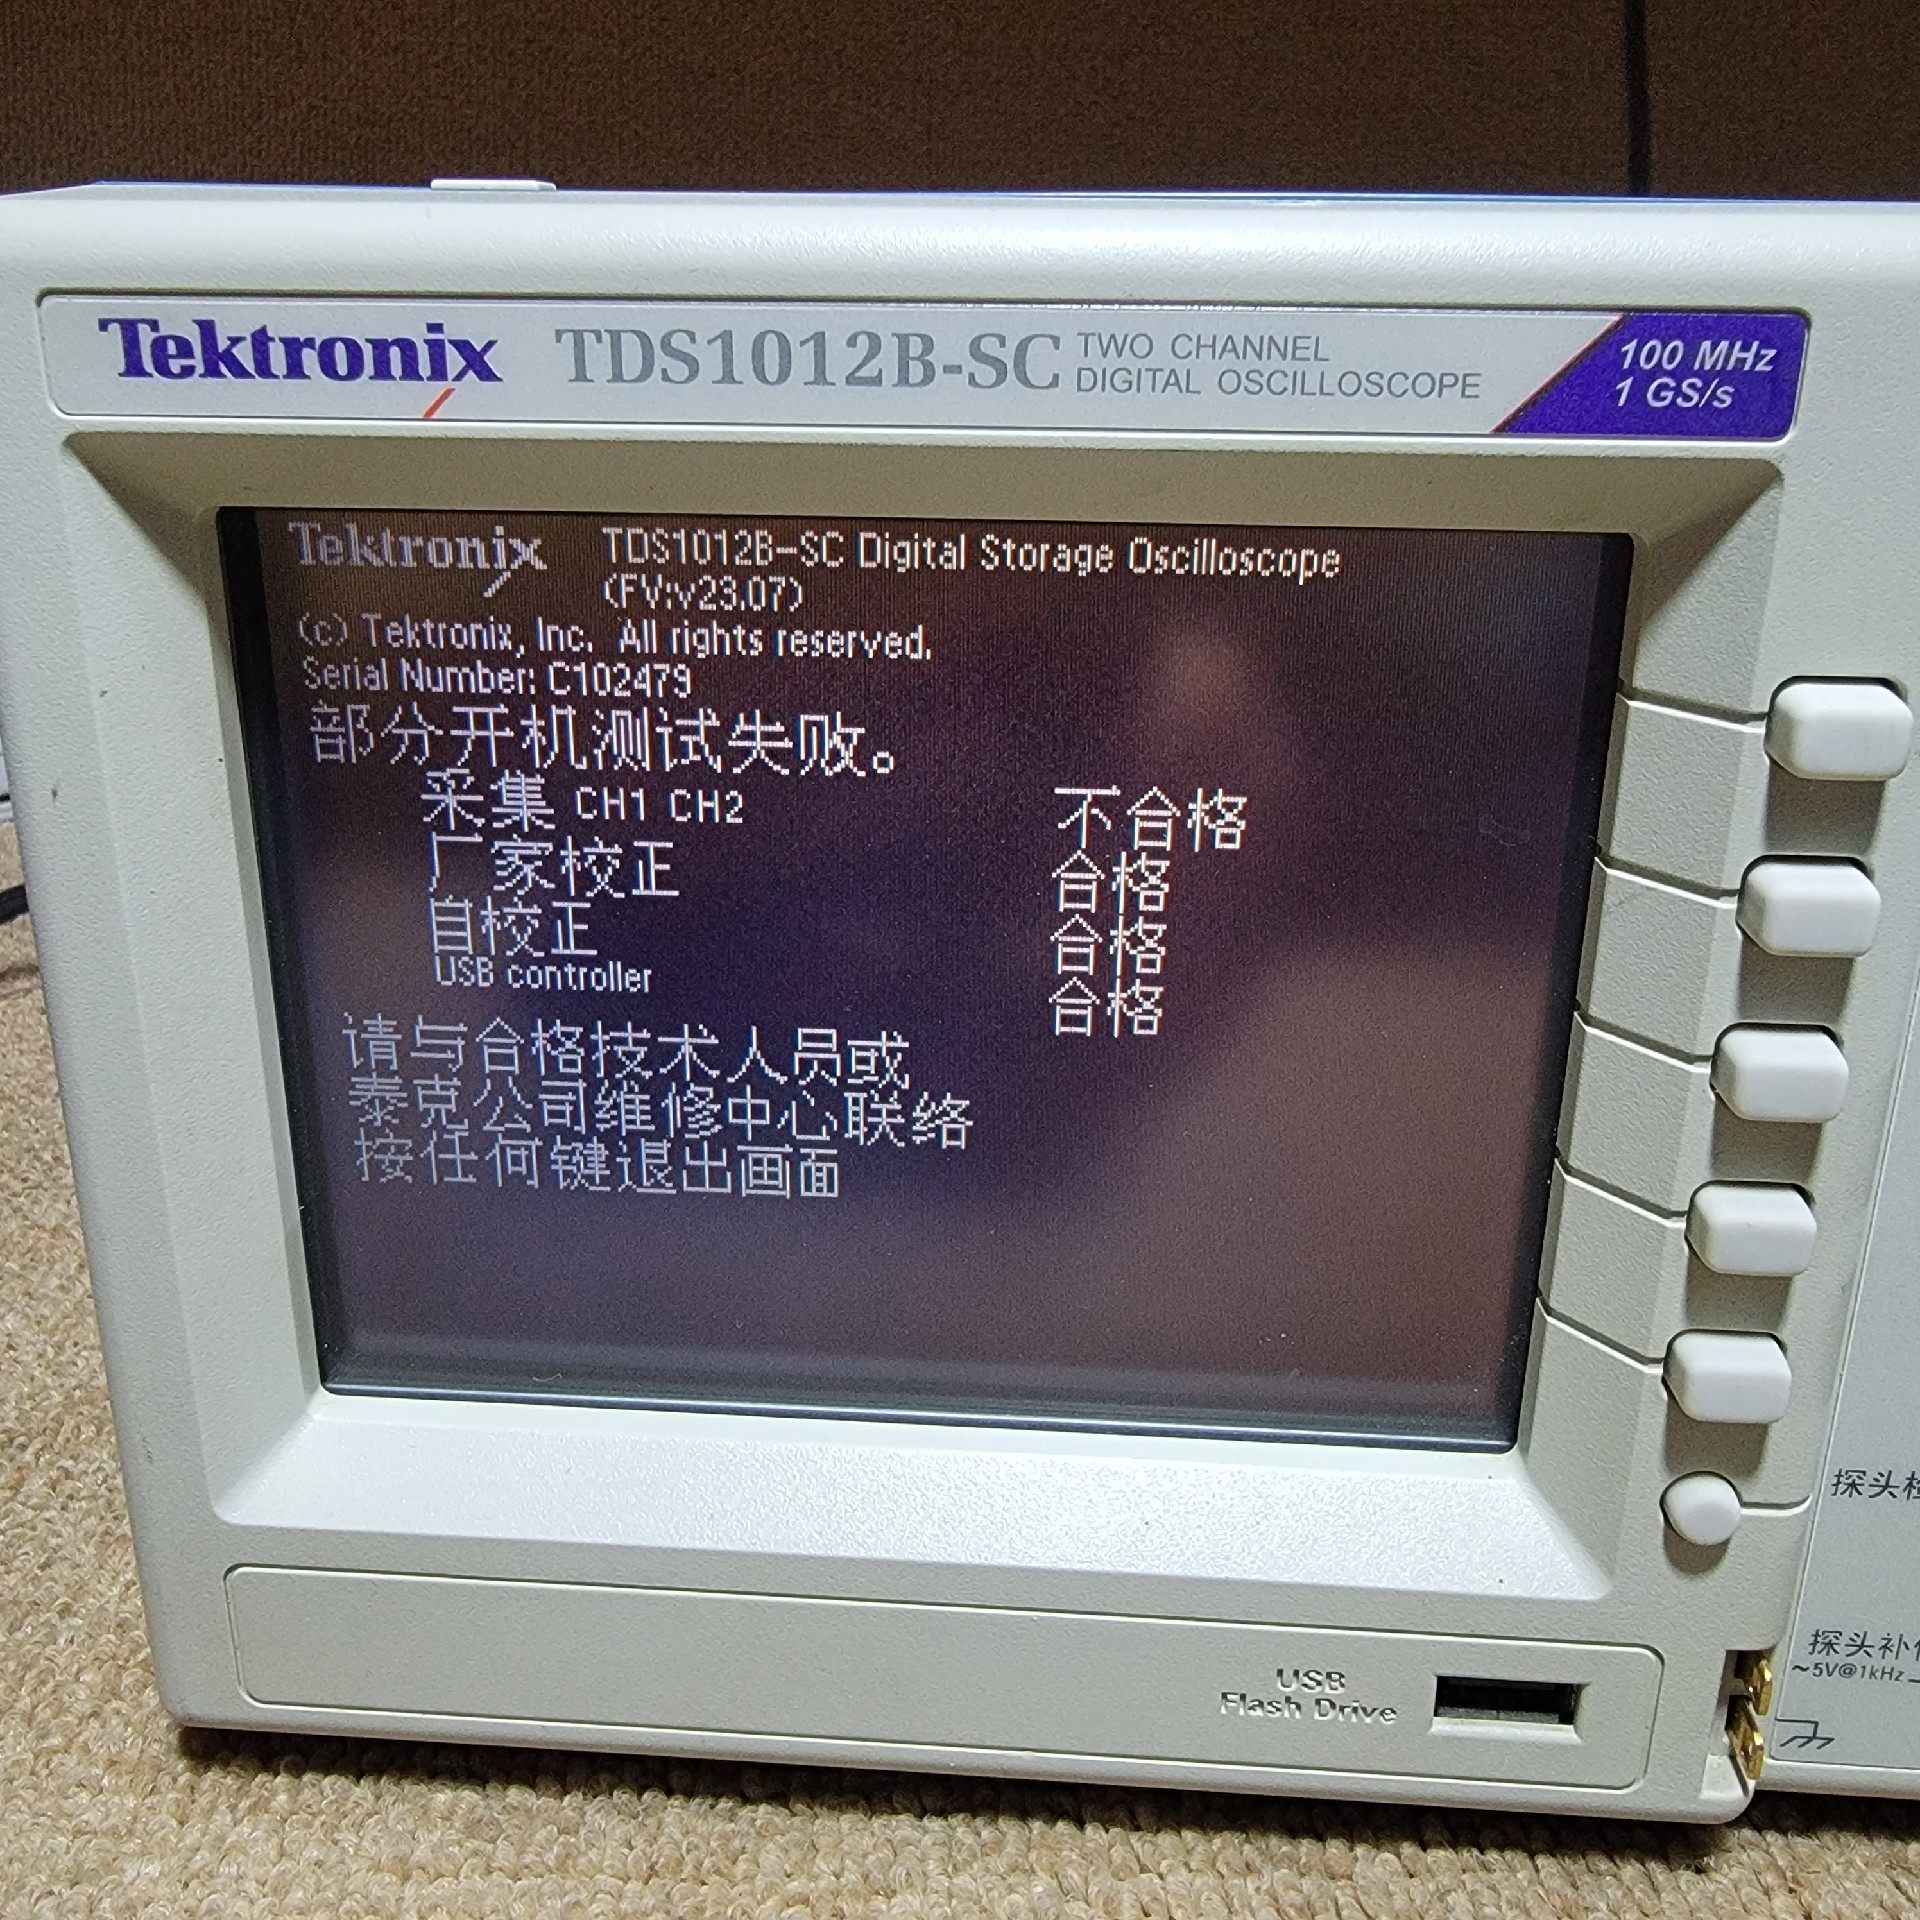 Tektronix TDS1012B-SC TWO CHANNEL
DIGITAL OSCILLOSCOPE
100 MHz
1 GS/s
Tektronix TDS1012B-SC Digital Storage Oscilloscope
(FV:v23.07)
(c) Tektronix, Inc. All rights reserved.
Serial Number: C102479
部分开机测试失败。
采集 CH1 CH2 不合格
厂家校正 合格
自校正 合格
USB controller 合格
请与合格技术人员或
泰克公司维修中心联络
按任何键退出画面
探头
探头补
~5V@1kHz
USB
Flash Drive